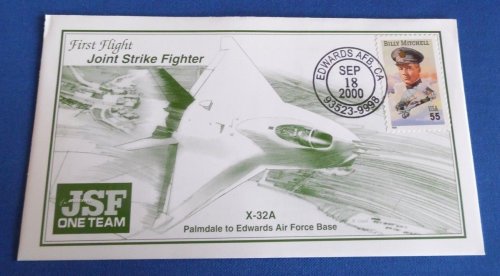 First Flight
Joint Strike Fighter
EDWARDS AFB, CA
SEP
18
2000
93523-9998
BILLY MITCHELL
USA
55
JSF
ONE TEAM
X-32A
Palmdale to Edwards Air Force Base